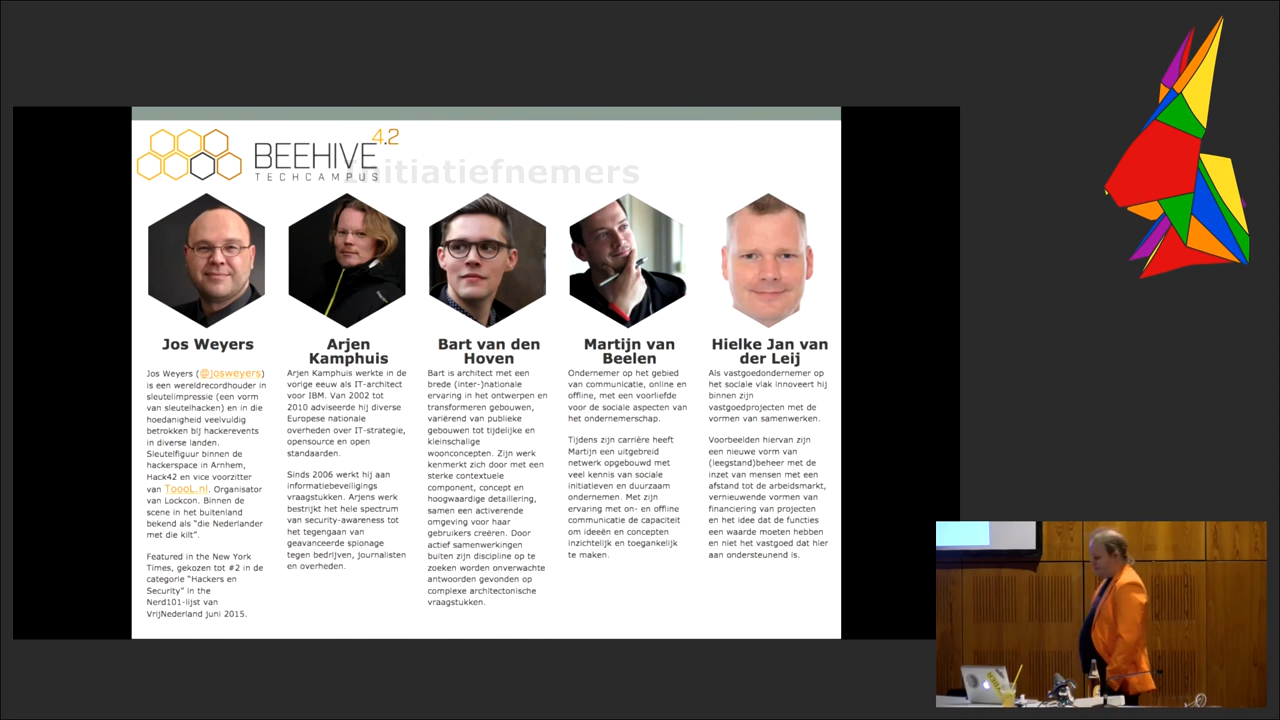 BEEHIVE 4.2
TECHCAMPUS
initiatiefnemers
Jos Weyers
Jos Weyers (@josweyers)
is een wereldrecordhouder in
sleutelimpressie (een vorm
van sleutelhacken) en in die
hoedanigheid veelvuldig
betrokken bij hackerevents
in diverse landen.
Sleutelfiguur binnen de
hackerspace in Arnhem,
Hack42 en vice voorzitter
van ToooL.nl. Organisator
van Lockcon. Binnen de
scene in het buitenland
bekend als “die Nederlander
met die kilt”.
Featured in the New York
Times, gekozen tot #2 in de
categorie “Hackers en
Security” in the
Nerd101-lijst van
VrijNederland juni 2015.
Arjen
Kamphuis
Arjen Kamphuis werkte in de
vorige eeuw als IT-architect
voor IBM. Van 2002 tot
2010 adviseerde hij diverse
Europese nationale
overheden over IT-strategie,
opensource en open
standaarden.
Sinds 2006 werkt hij aan
informatiebeveiligings
vraagstukken. Arjens werk
bestrijkt het hele spectrum
van security-awareness tot
het tegengaan van
geavanceerde spionage
tegen bedrijven, journalisten
en overheden.
Bart van den
Hoven
Bart is architect met een
brede (inter-)nationale
ervaring in het ontwerpen en
transformeren gebouwen,
variërend van publieke
gebouwen tot tijdelijke en
kleinschalige
woonconcepten. Zijn werk
kenmerkt zich door met een
sterke contextuele
component, concept en
hoogwaardige detaillering,
samen een activerende
omgeving voor haar
gebruikers creëren. Door
actief samenwerkingen
buiten zijn discipline op te
zoeken worden onverwachte
antwoorden gevonden op
complexe architectonische
vraagstukken.
Martijn van
Beelen
Ondernemer op het gebied
van communicatie, online en
offline, met een voorliefde
voor de sociale aspecten van
het ondernemerschap.
Tijdens zijn carrière heeft
Martijn een uitgebreid
netwerk opgebouwd met
veel kennis van sociale
initiatieven en duurzaam
ondernemen. Met zijn
ervaring met on- en offline
communicatie de capaciteit
om ideeën en concepten
inzichtelijk en toegankelijk
te maken.
Hielke Jan van
der Leij
Als vastgoedondernemer op
het sociale vlak innoveert hij
binnen zijn
vastgoedprojecten met de
vormen van samenwerken.
Voorbeelden hiervan zijn
een nieuwe vorm van
(leegstand)beheer met de
inzet van mensen met een
afstand tot de arbeidsmarkt,
vernieuwende vormen van
financiering van projecten
en het idee dat de functies
een waarde moeten hebben
en niet het vastgoed dat hier
aan ondersteunend is.